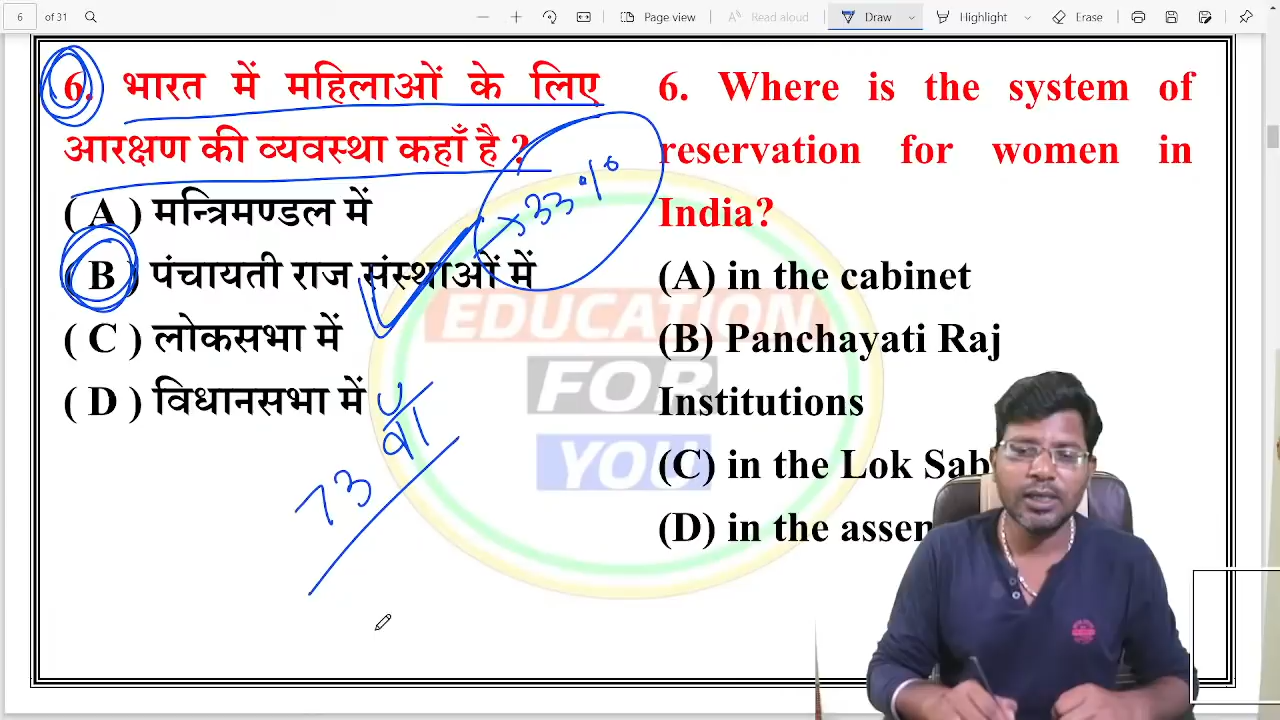 6 of 31
Page view
Read aloud
Draw
Highlight
Erase
6. भारत में महिलाओं के लिए
आरक्षण की व्यवस्था कहाँ है ?
( A ) मन्त्रिमण्डल में
( B ) पंचायती राज संस्थाओं में
( C ) लोकसभा में
( D ) विधानसभा में
33 %
73 वाँ
6. Where is the system of
reservation for women in
India?
(A) in the cabinet
(B) Panchayati Raj
Institutions
(C) in the Lok Sab
(D) in the assem
EDUCATION
FOR
YOU